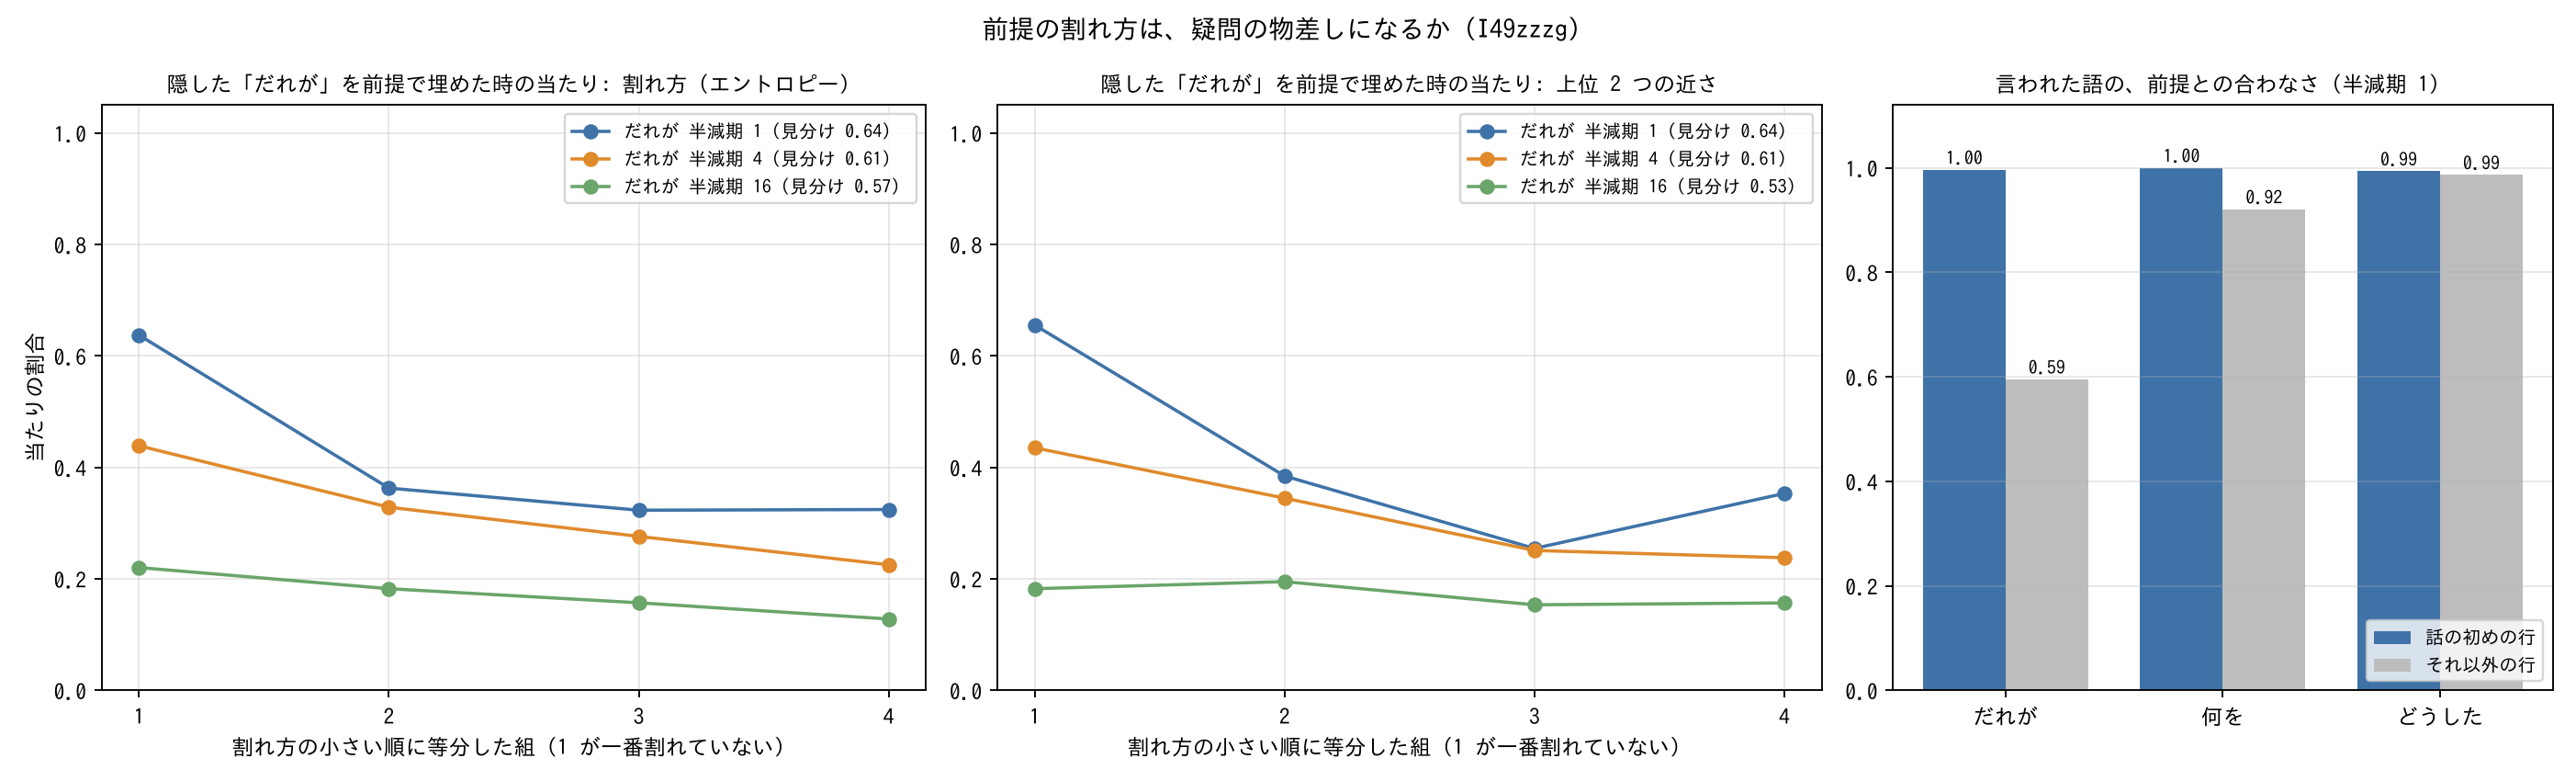 前提の割れ方は、疑問の物差しになるか（I49zzzg）
隠した「だれが」を前提で埋めた時の当たり: 割れ方（エントロピー）
当たりの割合
1.0
0.8
0.6
0.4
0.2
0.0
だれが 半減期 1（見分け 0.64）
だれが 半減期 4（見分け 0.61）
だれが 半減期 16（見分け 0.57）
1 2 3 4
割れ方の小さい順に等分した組（1 が一番割れていない）
隠した「だれが」を前提で埋めた時の当たり: 上位 2 つの近さ
1.0
0.8
0.6
0.4
0.2
0.0
だれが 半減期 1（見分け 0.64）
だれが 半減期 4（見分け 0.61）
だれが 半減期 16（見分け 0.53）
1 2 3 4
割れ方の小さい順に等分した組（1 が一番割れていない）
言われた語の、前提との合わなさ（半減期 1）
1.0
0.8
0.6
0.4
0.2
0.0
1.00 0.59 1.00 0.92 0.99 0.99
話の初めの行
それ以外の行
だれが 何を どうした